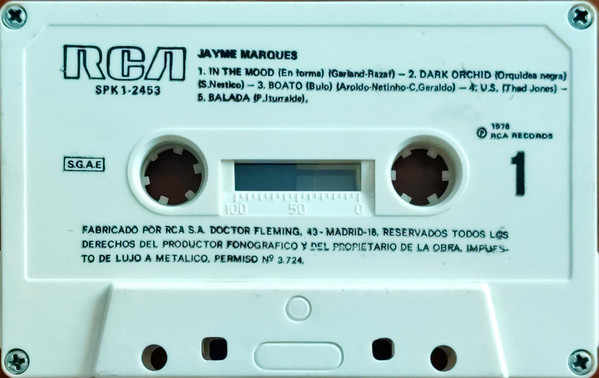 RCA
SPK1-2453
JAYME MARQUES
1. IN THE MOOD (En forma) (Garland-Razaf) — 2. DARK ORCHID (Orquidea negra)
(S.Nestico) — 3. BOATO (Bulo) (Aroldo-Netinho-C,Geraldo) — 4. U.S. (Thad Jones) —
5. BALADA (P.Iturralde).
℗ 1978
RCA RECORDS
S.G.A.E
1
100 50 0
FABRICADO POR RCA S.A. DOCTOR FLEMING, 43 - MADRID-16. RESERVADOS TODOS LOS
DERECHOS DEL PRODUCTOR FONOGRAFICO Y DEL PROPIETARIO DE LA OBRA. IMPUES-
TO DE LUJO A METALICO. PERMISO Nº 3.724.